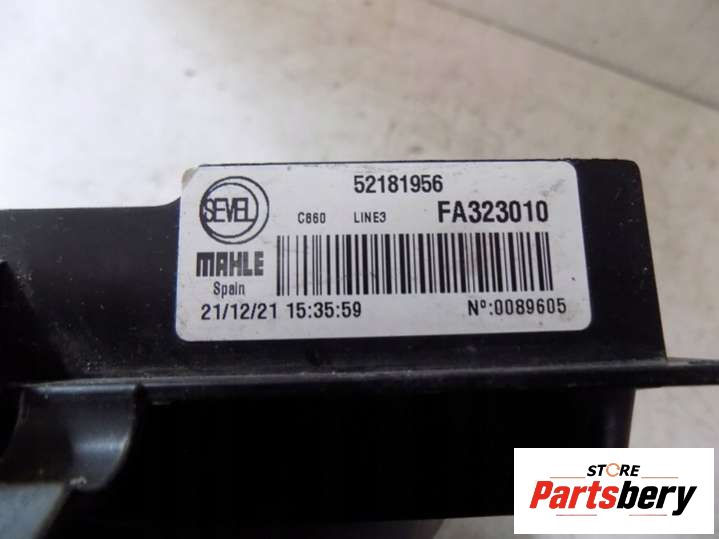 52181956
SEVEL
C860 LINE3 FA323010
MAHLE
Spain
21/12/21 15:35:59 Nº:0089605
STORE
Partsbery